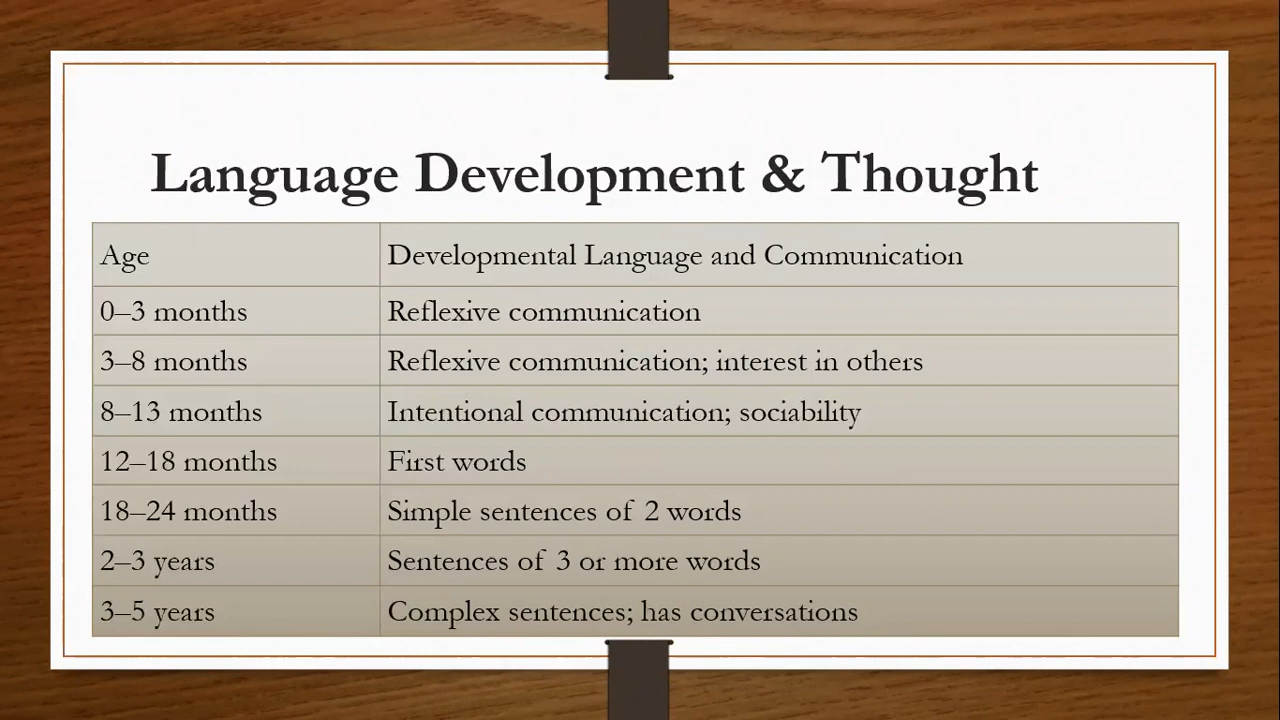 Language Development & Thought
Age Developmental Language and Communication
0–3 months Reflexive communication
3–8 months Reflexive communication; interest in others
8–13 months Intentional communication; sociability
12–18 months First words
18–24 months Simple sentences of 2 words
2–3 years Sentences of 3 or more words
3–5 years Complex sentences; has conversations